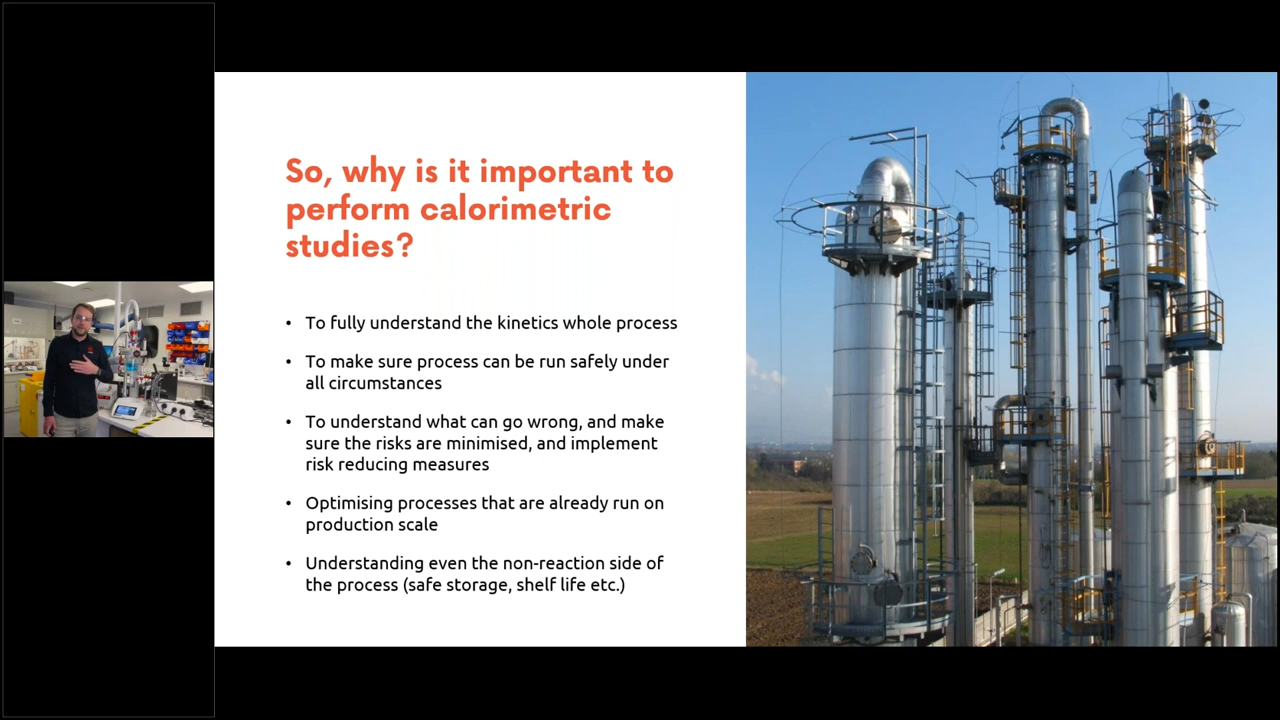 So, why is it important to
perform calorimetric
studies?
• To fully understand the kinetics whole process
• To make sure process can be run safely under
all circumstances
• To understand what can go wrong, and make
sure the risks are minimised, and implement
risk reducing measures
• Optimising processes that are already run on
production scale
• Understanding even the non-reaction side of
the process (safe storage, shelf life etc.)